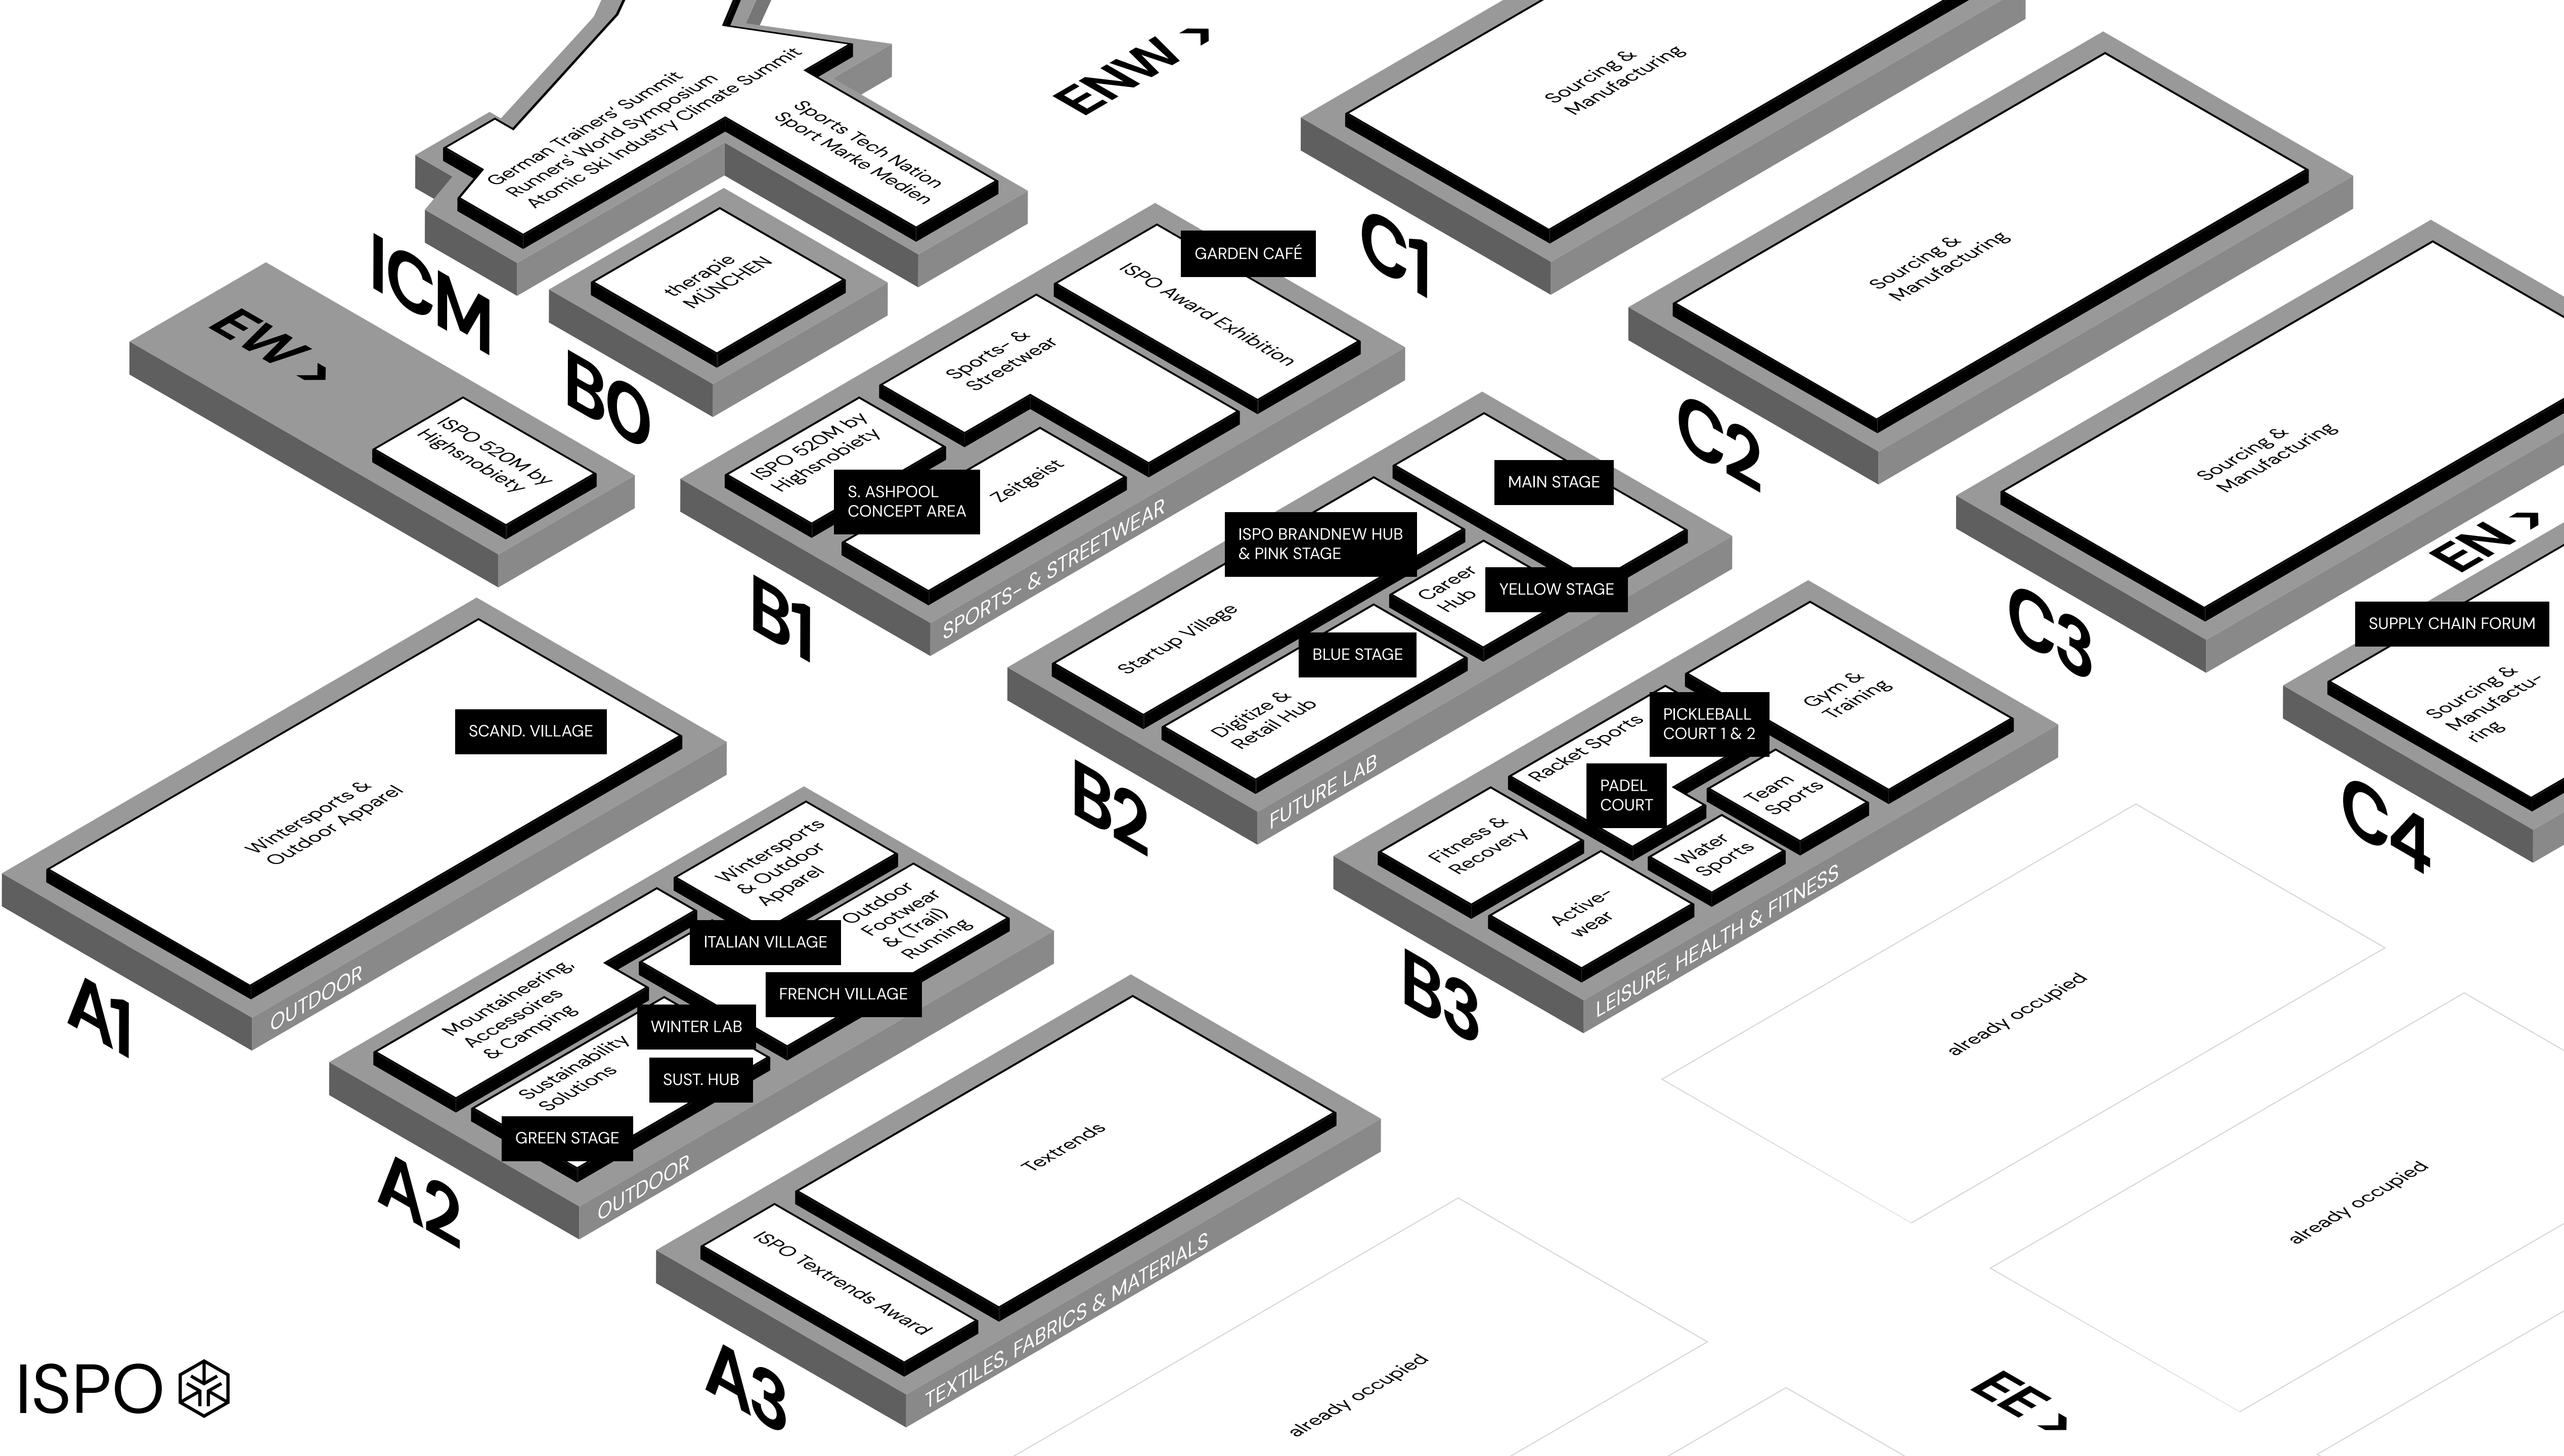 German Trainers' Summit
Runners' World Symposium
Atomic Ski Industry Climate Summit
Sports Tech Nation
Sport Marke Medien
ICM
ENW
therapie
MÜNCHEN
B0
EW
ISPO 520M by
Highsnobiety
GARDEN CAFÉ
ISPO Award Exhibition
Sports- &
Streetwear
ISPO 520M by
Highsnobiety
S. ASHPOOL
CONCEPT AREA
Zeitgeist
SPORTS- & STREETWEAR
B1
Sourcing &
Manufacturing
C1
Sourcing &
Manufacturing
C2
Sourcing &
Manufacturing
C3
EN
SUPPLY CHAIN FORUM
Sourcing &
Manufactu-
ring
C4
MAIN STAGE
ISPO BRANDNEW HUB
& PINK STAGE
Career
Hub
YELLOW STAGE
Startup Village
BLUE STAGE
Digitize &
Retail Hub
FUTURE LAB
B2
Gym &
Training
PICKLEBALL
COURT 1 & 2
Racket Sports
PADEL
COURT
Team
Sports
Fitness &
Recovery
Water
Sports
Active-
wear
LEISURE, HEALTH & FITNESS
B3
SCAND. VILLAGE
Wintersports &
Outdoor Apparel
OUTDOOR
A1
Wintersports
& Outdoor
Apparel
Outdoor
Footwear
& (Trail)
Running
ITALIAN VILLAGE
FRENCH VILLAGE
Mountaineering,
Accessoires
& Camping
WINTER LAB
Sustainability
Solutions
SUST. HUB
GREEN STAGE
OUTDOOR
A2
Textrends
ISPO Textrends Award
TEXTILES, FABRICS & MATERIALS
A3
already occupied
already occupied
already occupied
EE
ISPO